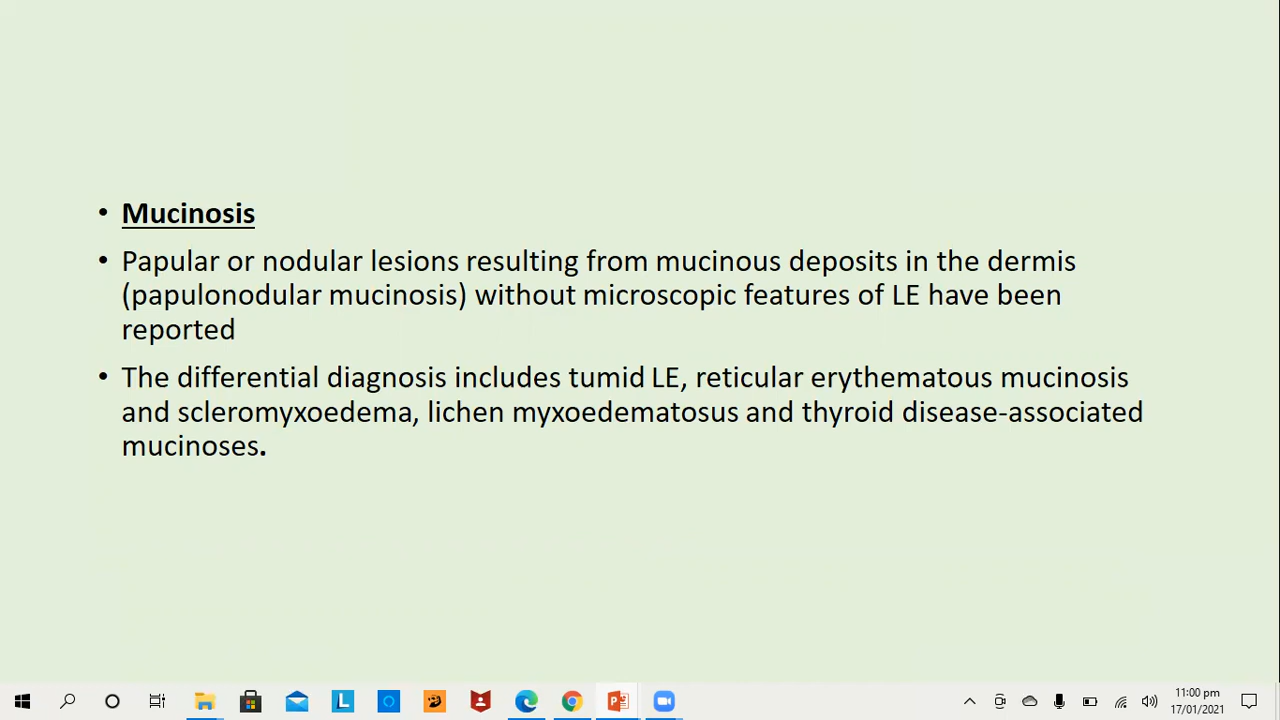 • Mucinosis
• Papular or nodular lesions resulting from mucinous deposits in the dermis
(papulonodular mucinosis) without microscopic features of LE have been
reported
• The differential diagnosis includes tumid LE, reticular erythematous mucinosis
and scleromyxoedema, lichen myxoedematosus and thyroid disease-associated
mucinoses.
11:00 pm
17/01/2021